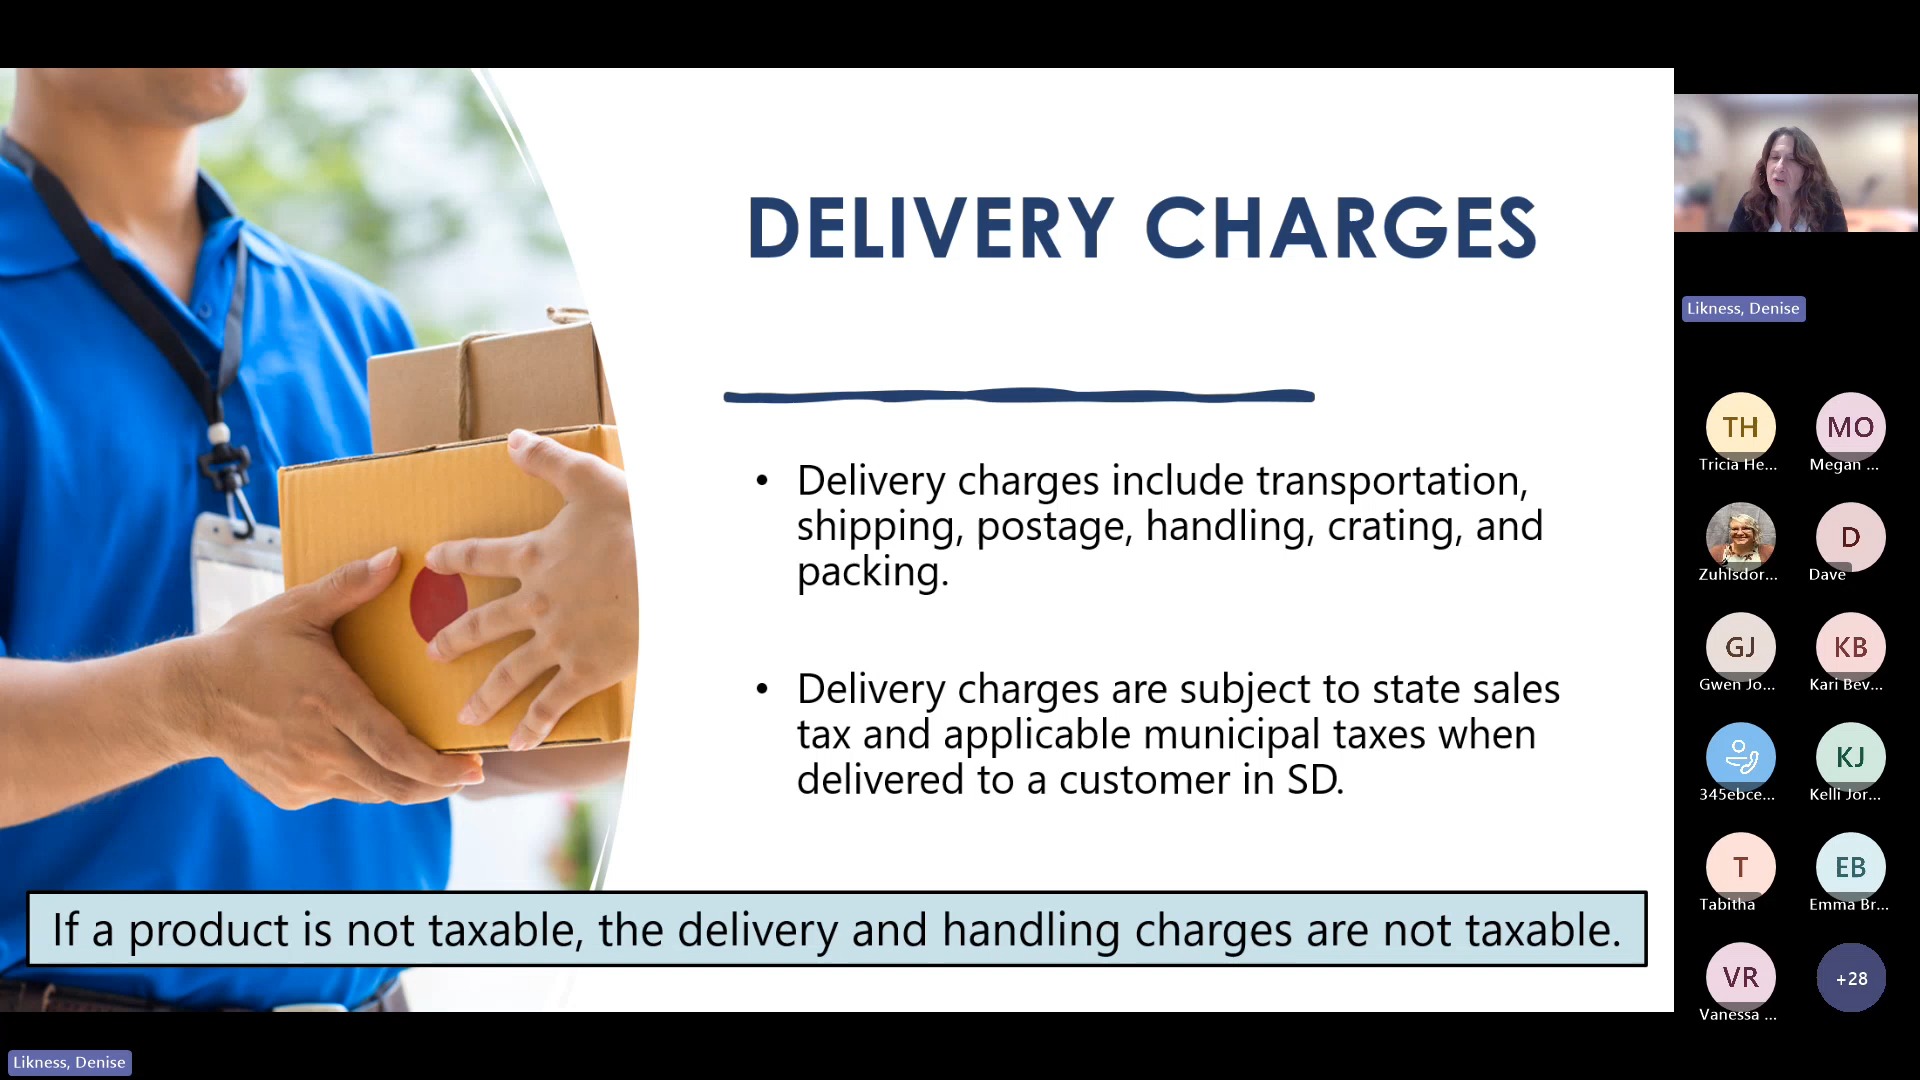 DELIVERY CHARGES
• Delivery charges include transportation,
shipping, postage, handling, crating, and
packing.
• Delivery charges are subject to state sales
tax and applicable municipal taxes when
delivered to a customer in SD.
If a product is not taxable, the delivery and handling charges are not taxable.
Likness, Denise
TH
Tricia He...
MO
Megan ...
Zuhlsdor...
D
Dave
GJ
Gwen Jo...
KB
Kari Bev...
345ebce...
KJ
Kelli Jor...
T
Tabitha
EB
Emma Br...
VR
Vanessa ...
+28
Likness, Denise